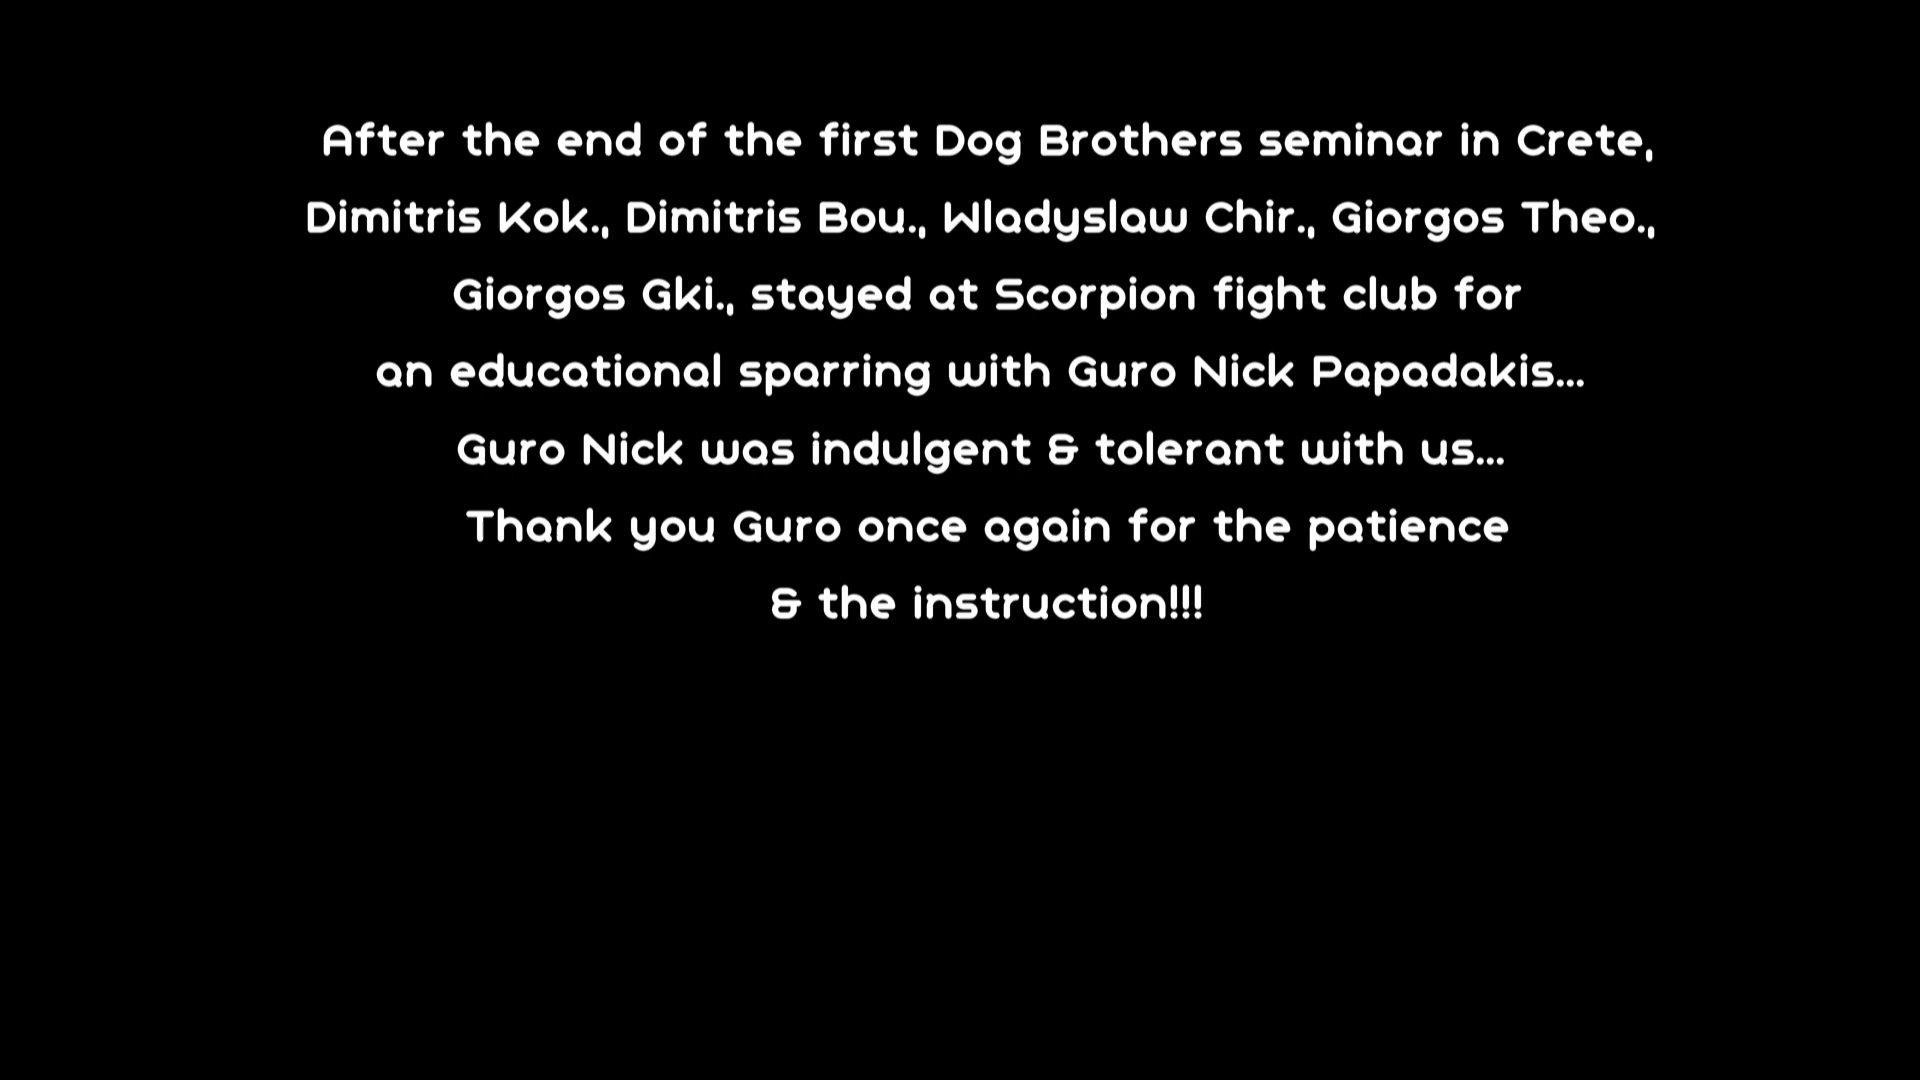 After the end of the first Dog Brothers seminar in Crete,
Dimitris Kok., Dimitris Bou., Wladyslaw Chir., Giorgos Theo.,
Giorgos Gki., stayed at Scorpion fight club for
an educational sparring with Guro Nick Papadakis...
Guro Nick was indulgent & tolerant with us...
Thank you Guro once again for the patience
& the instruction!!!